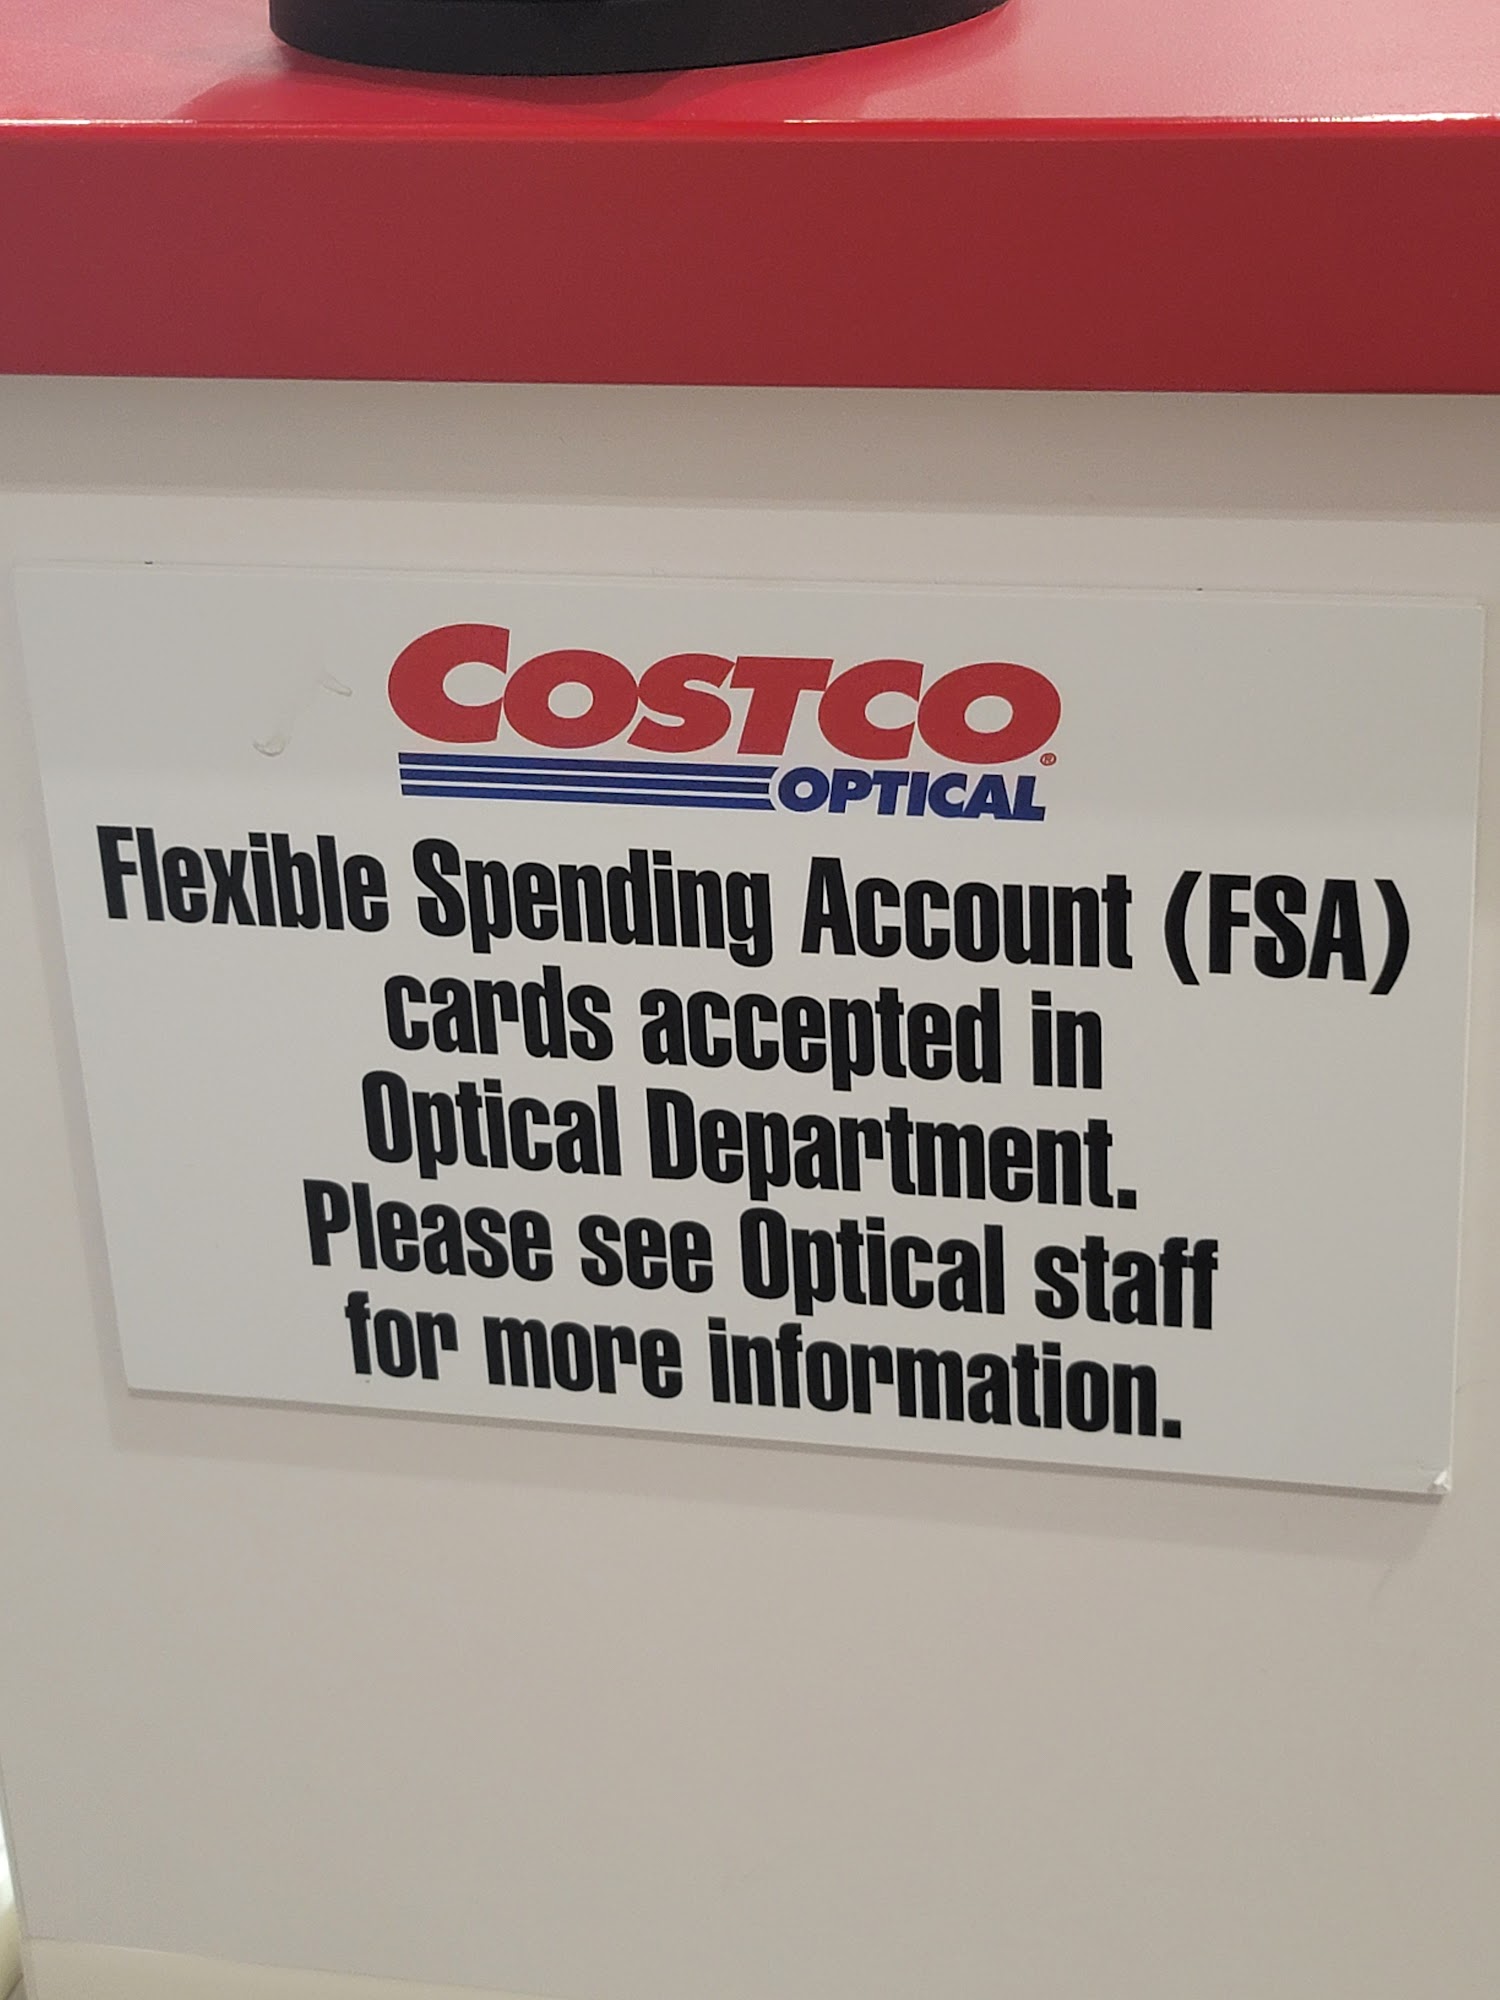 COSTCO®
OPTICAL
Flexible Spending Account (FSA)
cards accepted in
Optical Department.
Please see Optical staff
for more information.